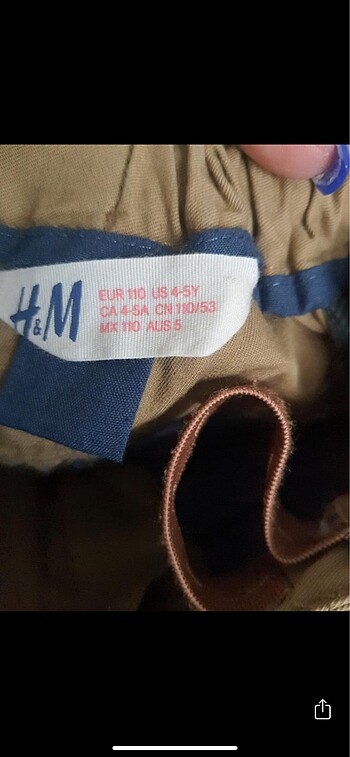 H&M
EUR 110 US 4-5Y
CA 4-5A CN 110/53
MX 110 AUS 5